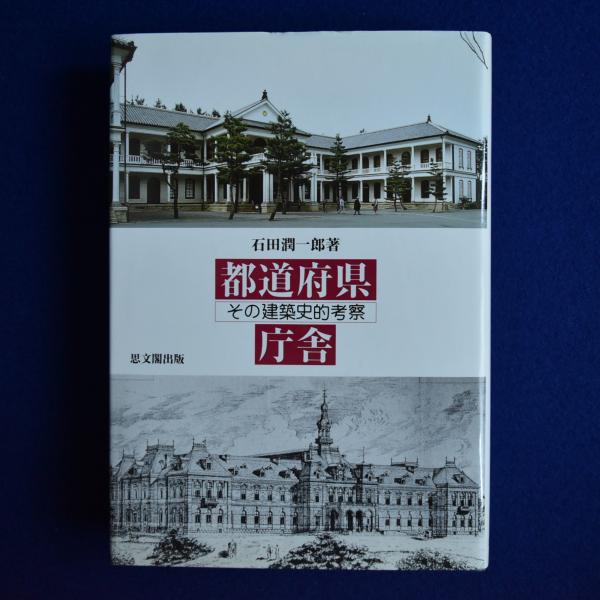 石田潤一郎著
都道府県
その建築史的考察
庁舎
思文閣出版